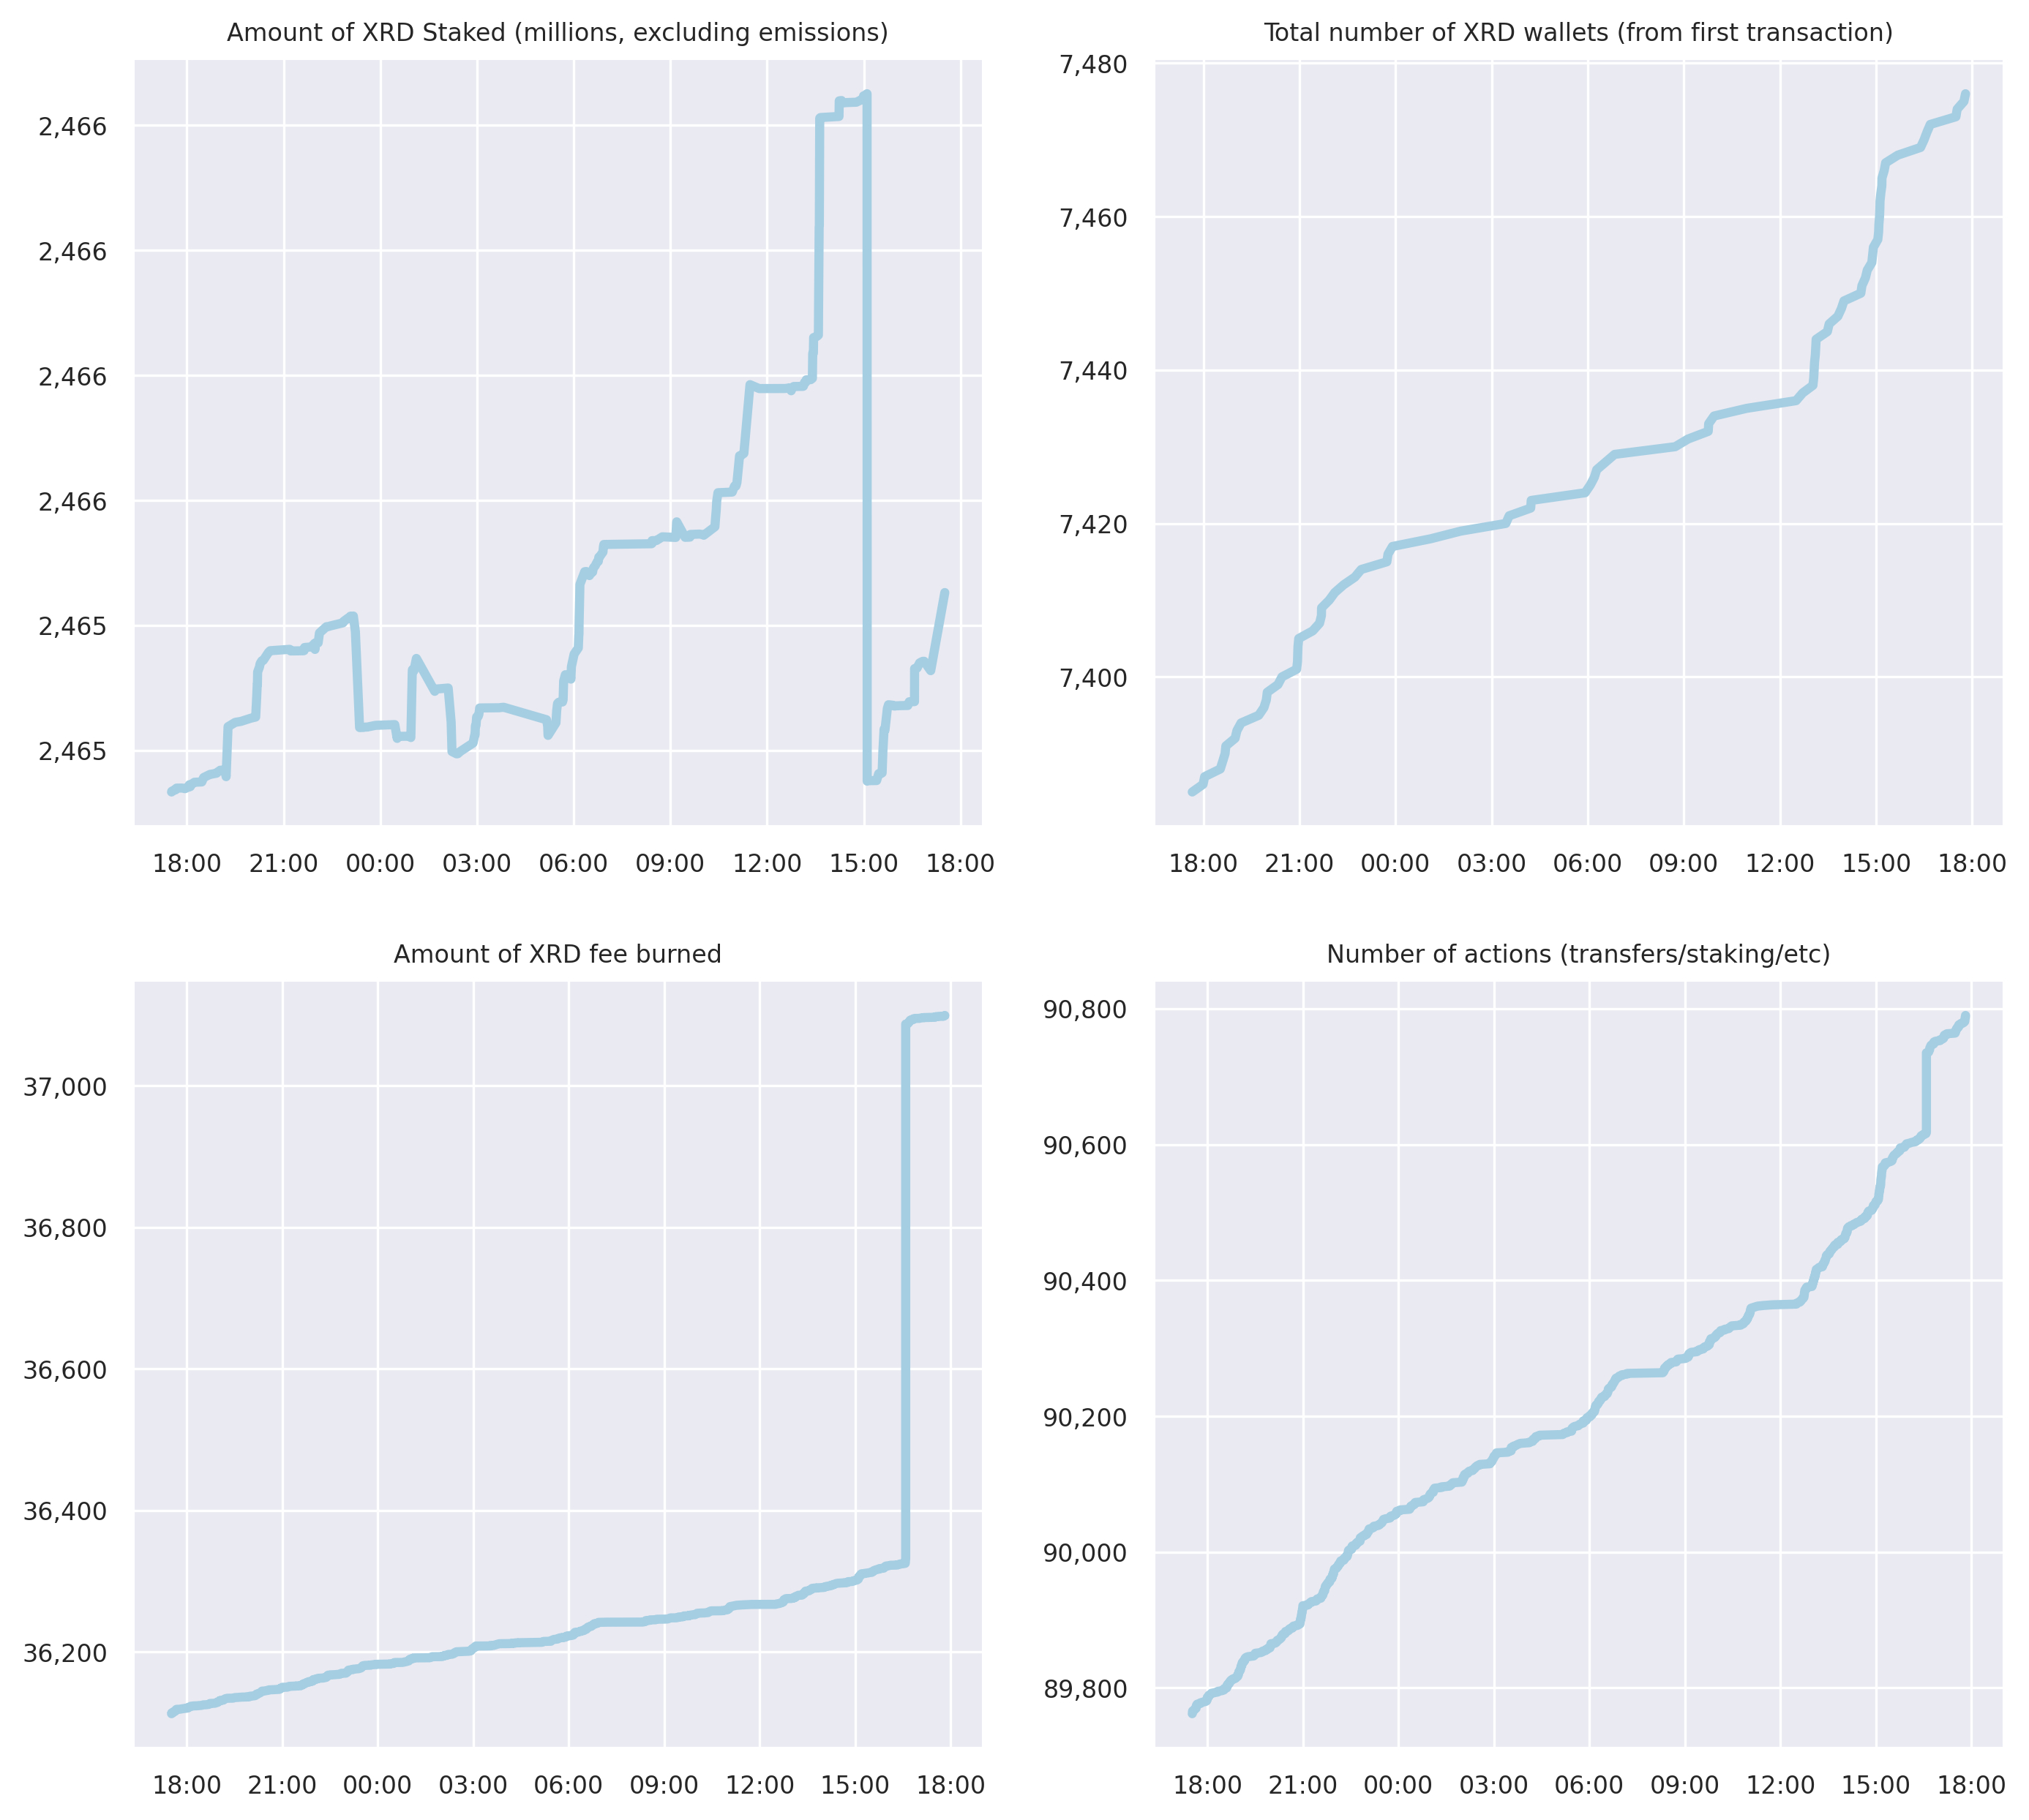 Amount of XRD Staked (millions, excluding emissions)
2,466
2,466
2,466
2,466
2,465
2,465
18:00 21:00 00:00 03:00 06:00 09:00 12:00 15:00 18:00
Total number of XRD wallets (from first transaction)
7,480
7,460
7,440
7,420
7,400
18:00 21:00 00:00 03:00 06:00 09:00 12:00 15:00 18:00
Amount of XRD fee burned
37,000
36,800
36,600
36,400
36,200
18:00 21:00 00:00 03:00 06:00 09:00 12:00 15:00 18:00
Number of actions (transfers/staking/etc)
90,800
90,600
90,400
90,200
90,000
89,800
18:00 21:00 00:00 03:00 06:00 09:00 12:00 15:00 18:00